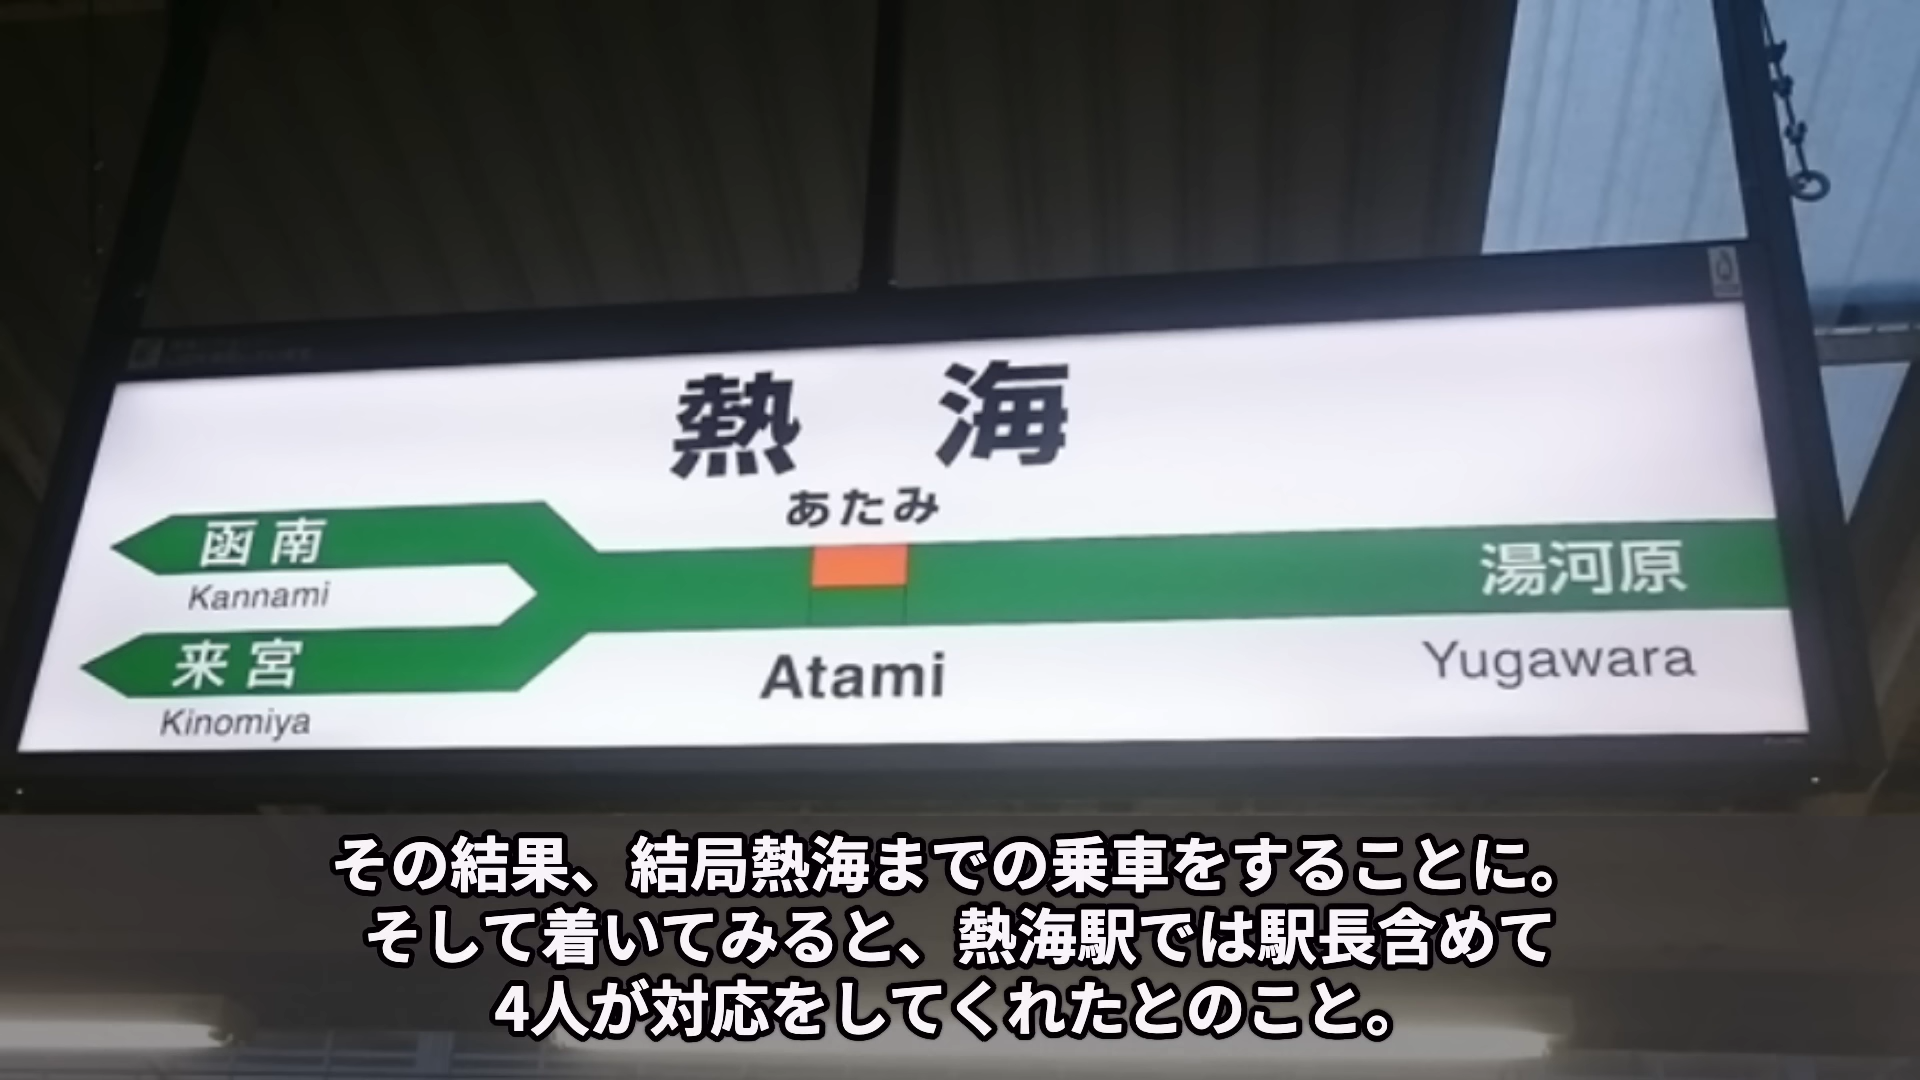 熱海
あたみ
函南
Kannami
来宮
Kinomiya
Atami
湯河原
Yugawara
その結果、結局熱海までの乗車をすることに。
そして着いてみると、熱海駅では駅長含めて
4人が対応をしてくれたとのこと。